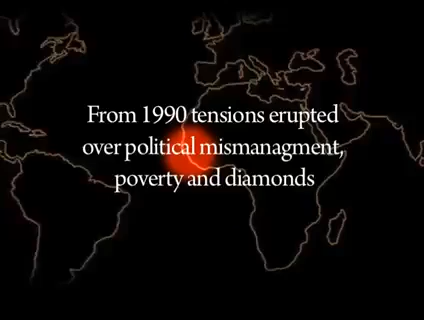 From 1990 tensions erupted
over political mismanagment,
poverty and diamonds